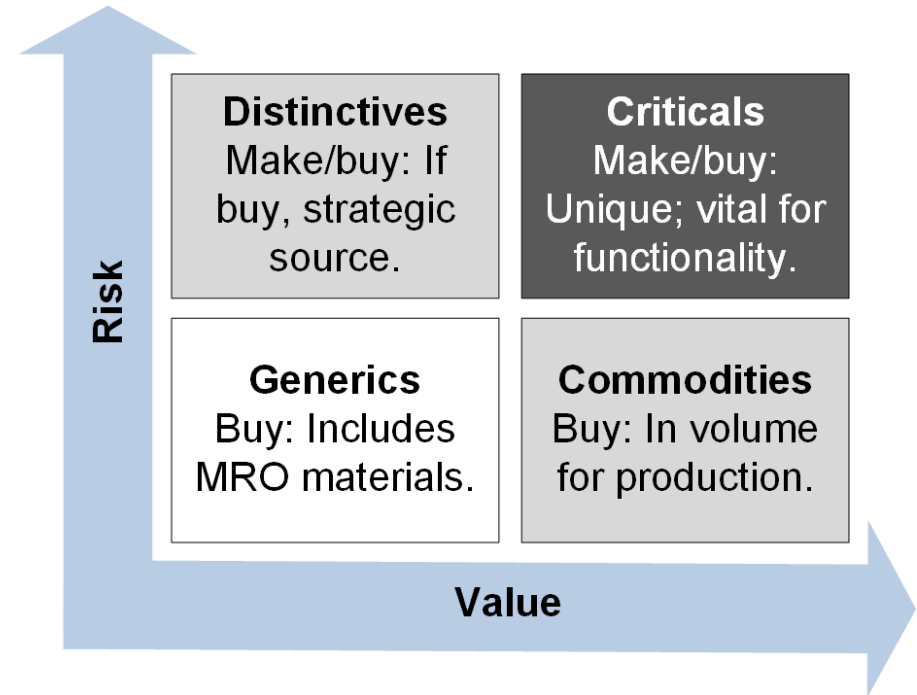 Risk
Distinctives
Make/buy: If
buy, strategic
source.
Criticals
Make/buy:
Unique; vital for
functionality.
Generics
Buy: Includes
MRO materials.
Commodities
Buy: In volume
for production.
Value